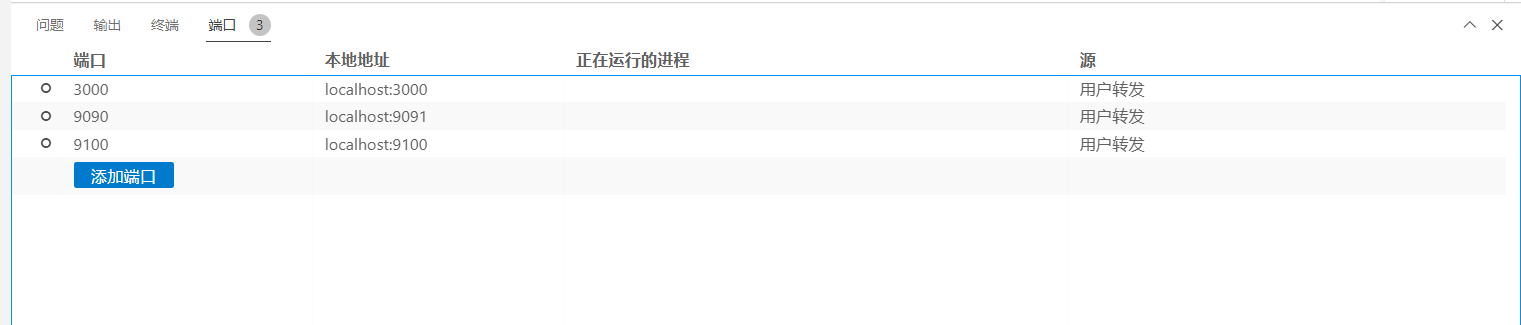 问题 输出 终端 端口 3
端口 本地地址 正在运行的进程 源
3000 localhost:3000 用户转发
9090 localhost:9091 用户转发
9100 localhost:9100 用户转发
添加端口